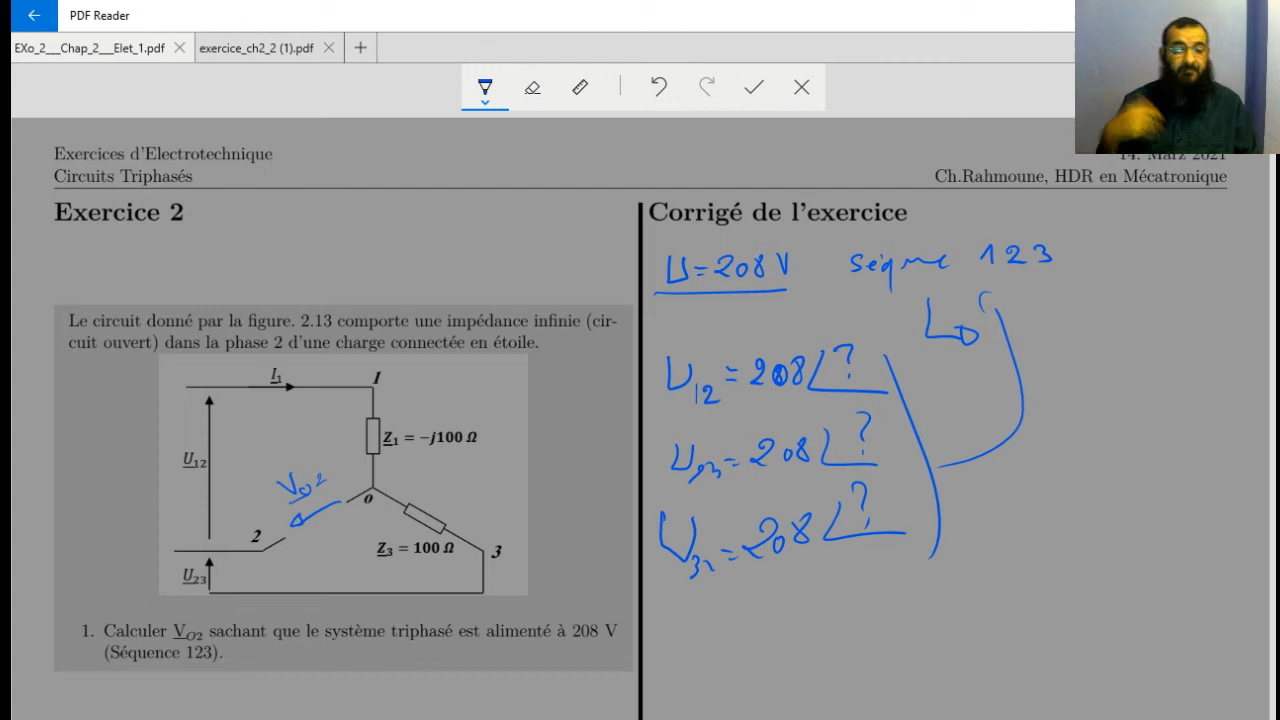 PDF Reader
EXo_2__Chap_2__Elet_1.pdf
exercice_ch2_2 (1).pdf
Exercices d'Electrotechnique
Circuits Triphasés
14. März 2021
Ch.Rahmoune, HDR en Mécatronique
Exercice 2
Le circuit donné par la figure. 2.13 comporte une impédance infinie (cir-
cuit ouvert) dans la phase 2 d'une charge connectée en étoile.
I1
1
Z1 = −j100 Ω
U12
VO2
0
2
Z3 = 100 Ω
3
U23
1. Calculer VO2 sachant que le système triphasé est alimenté à 208 V
(Séquence 123).
Corrigé de l'exercice
U = 208 V 123
U12 = 208 ∠?
U23 = 208 ∠?
U31 = 208 ∠?